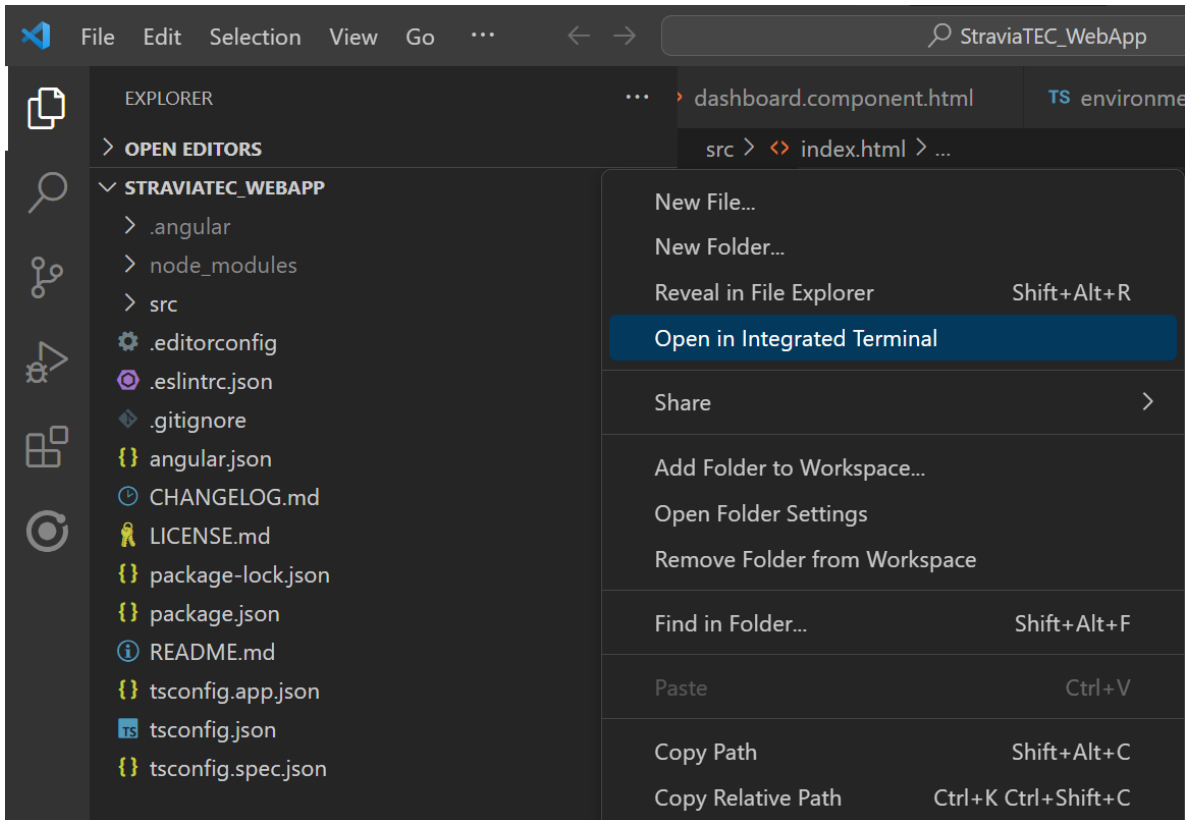 File Edit Selection View Go ··· StraviaTEC_WebApp
EXPLORER ···
OPEN EDITORS
STRAVIATEC_WEBAPP
.angular
node_modules
src
.editorconfig
.eslintrc.json
.gitignore
angular.json
CHANGELOG.md
LICENSE.md
package-lock.json
package.json
README.md
tsconfig.app.json
TS tsconfig.json
tsconfig.spec.json
dashboard.component.html TS environme
src > <> index.html > ...
New File...
New Folder...
Reveal in File Explorer Shift+Alt+R
Open in Integrated Terminal
Share
Add Folder to Workspace...
Open Folder Settings
Remove Folder from Workspace
Find in Folder... Shift+Alt+F
Paste Ctrl+V
Copy Path Shift+Alt+C
Copy Relative Path Ctrl+K Ctrl+Shift+C